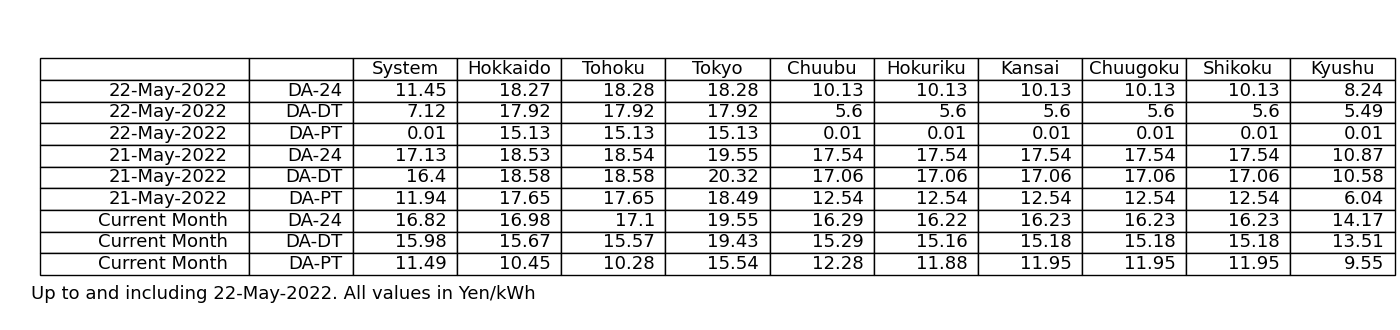 System Hokkaido Tohoku Tokyo Chuubu Hokuriku Kansai Chuugoku Shikoku Kyushu
22-May-2022 DA-24 11.45 18.27 18.28 18.28 10.13 10.13 10.13 10.13 10.13 8.24
22-May-2022 DA-DT 7.12 17.92 17.92 17.92 5.6 5.6 5.6 5.6 5.6 5.49
22-May-2022 DA-PT 0.01 15.13 15.13 15.13 0.01 0.01 0.01 0.01 0.01 0.01
21-May-2022 DA-24 17.13 18.53 18.54 19.55 17.54 17.54 17.54 17.54 17.54 10.87
21-May-2022 DA-DT 16.4 18.58 18.58 20.32 17.06 17.06 17.06 17.06 17.06 10.58
21-May-2022 DA-PT 11.94 17.65 17.65 18.49 12.54 12.54 12.54 12.54 12.54 6.04
Current Month DA-24 16.82 16.98 17.1 19.55 16.29 16.22 16.23 16.23 16.23 14.17
Current Month DA-DT 15.98 15.67 15.57 19.43 15.29 15.16 15.18 15.18 15.18 13.51
Current Month DA-PT 11.49 10.45 10.28 15.54 12.28 11.88 11.95 11.95 11.95 9.55
Up to and including 22-May-2022. All values in Yen/kWh